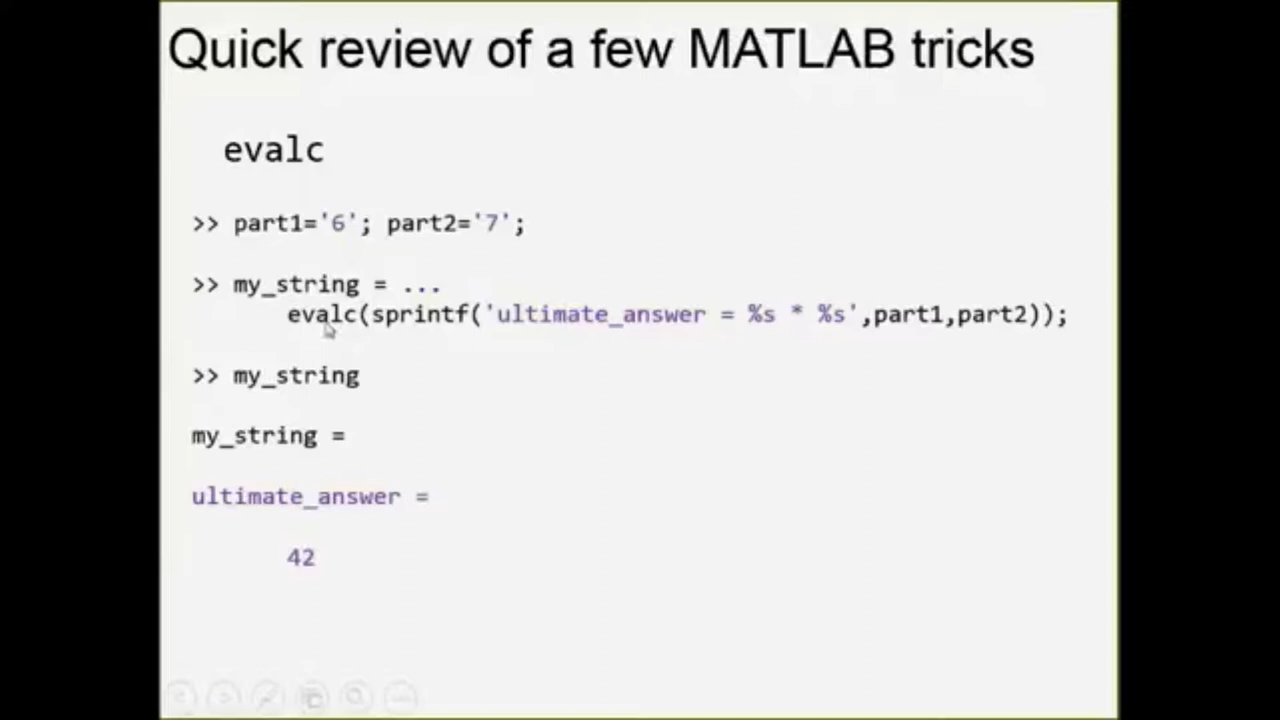 Quick review of a few MATLAB tricks
evalc
>> part1='6'; part2='7';
>> my_string = ...
evalc(sprintf('ultimate_answer = %s * %s',part1,part2));
>> my_string
my_string =
ultimate_answer =
42